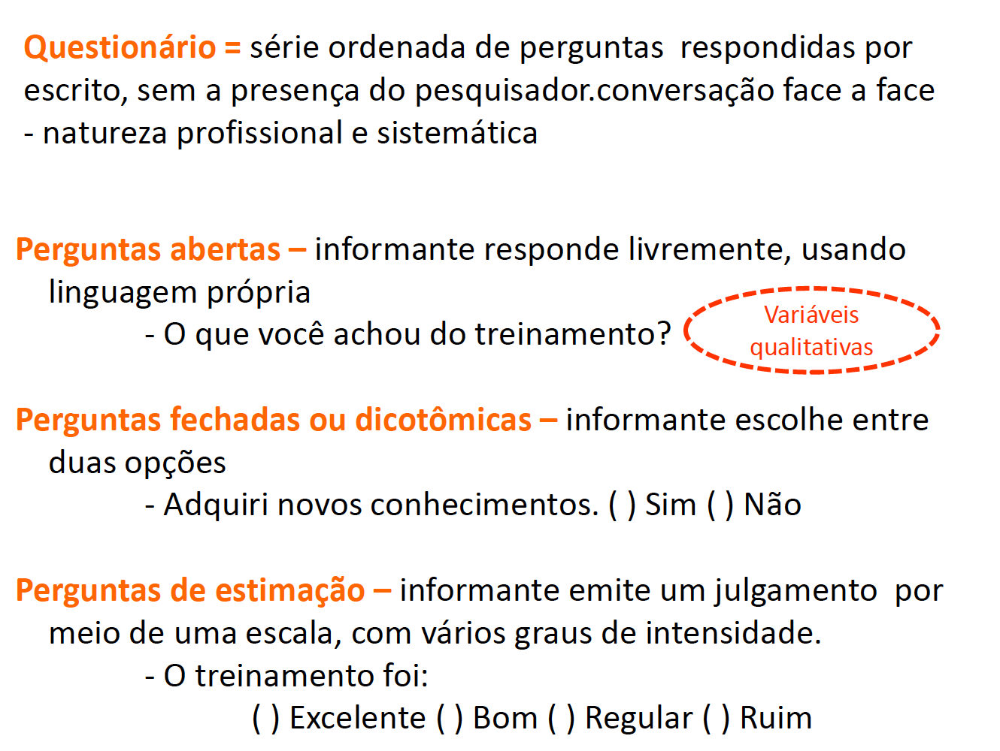 Questionário = série ordenada de perguntas  respondidas por
escrito, sem a presença do pesquisador.conversação face a face
- natureza profissional e sistemática
Perguntas abertas – informante responde livremente, usando
linguagem própria
- O que você achou do treinamento?
Variáveis
qualitativas
Perguntas fechadas ou dicotômicas – informante escolhe entre
duas opções
- Adquiri novos conhecimentos. ( ) Sim ( ) Não
Perguntas de estimação – informante emite um julgamento  por
meio de uma escala, com vários graus de intensidade.
- O treinamento foi:
( ) Excelente ( ) Bom ( ) Regular ( ) Ruim